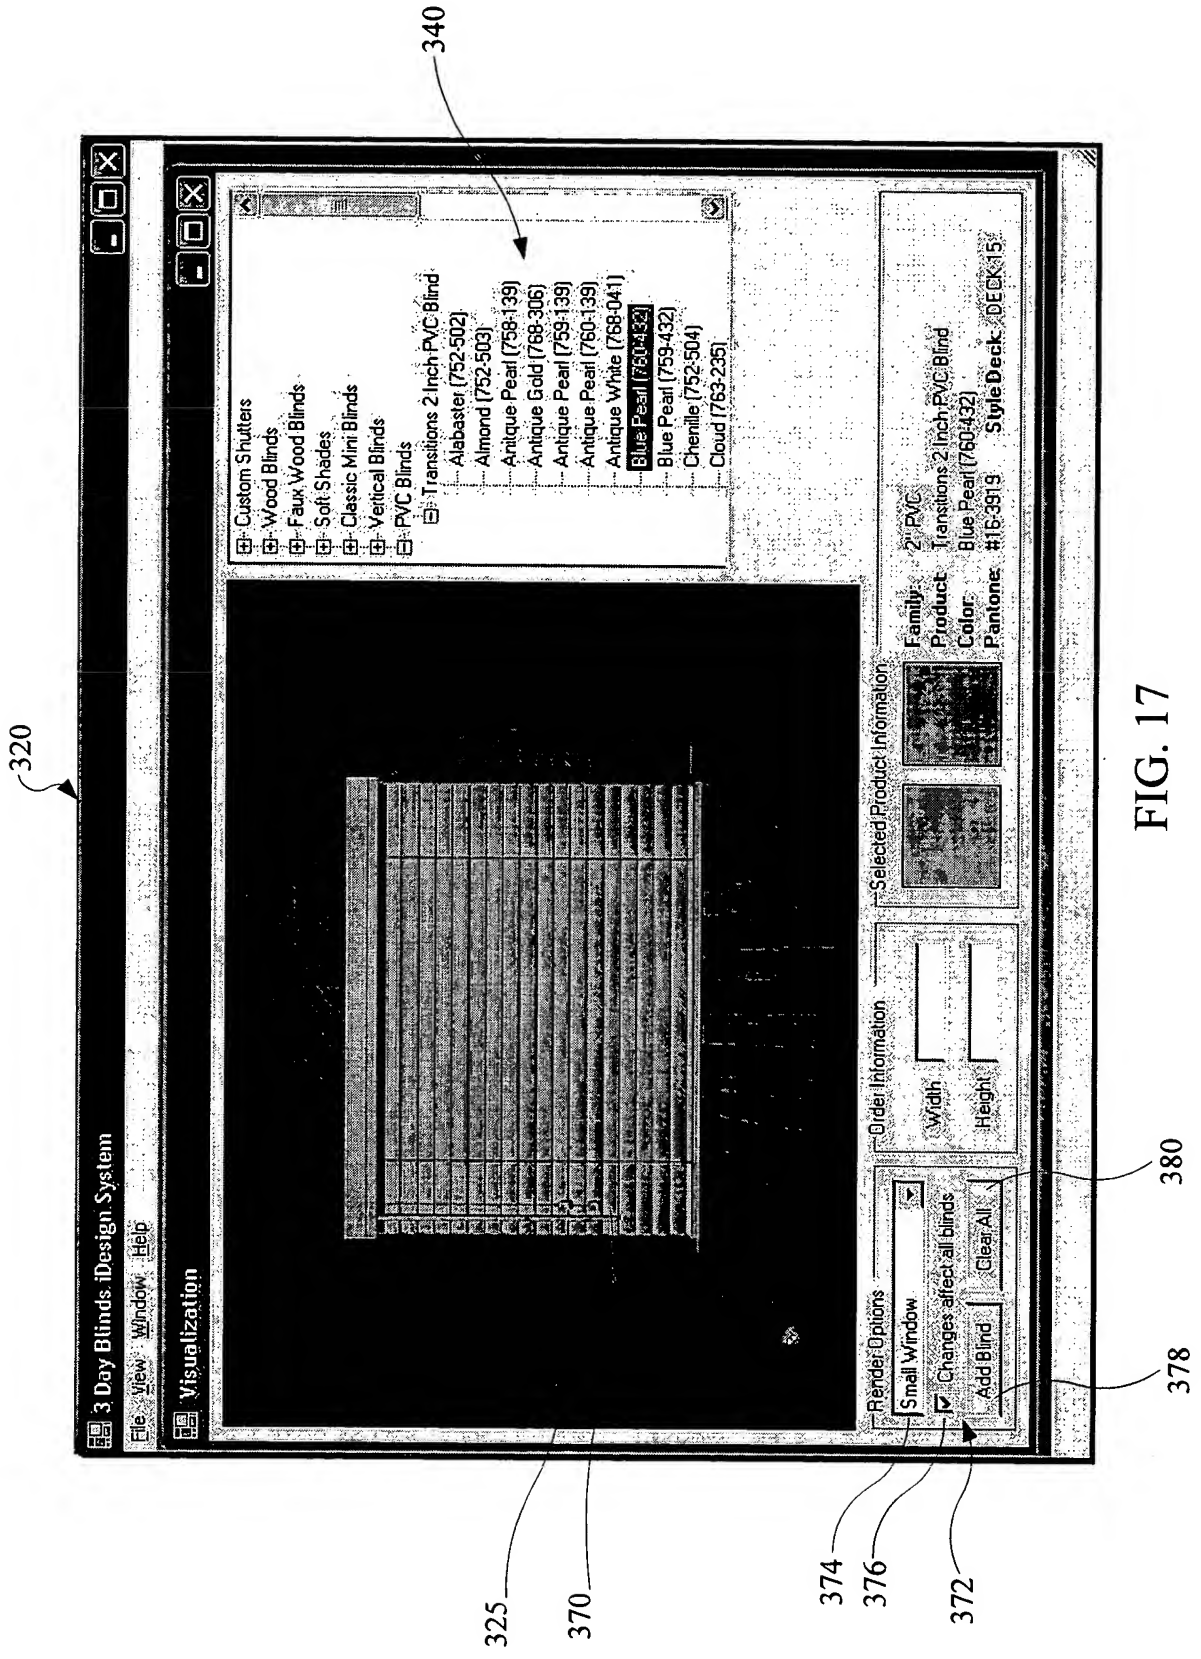 320
3 Day Blinds iDesign System
File View Window Help
Visualization
340
Custom Shutters
Wood Blinds
Faux Wood Blinds
Soft Shades
Classic Mini Blinds
Vertical Blinds
PVC Blinds
Transitions 2 Inch PVC Blind
Alabaster (752-502)
Almond (752-503)
Antique Pearl (758-139)
Antique Gold (768-306)
Antique Pearl (759-139)
Antique Pearl (760-139)
Antique White (768-041)
Blue Pearl (760-432)
Blue Pearl (759-432)
Chenille (752-504)
Cloud (763-235)
325
370
Render Options
374
Small Window
376
Changes affect all blinds
372
Add Blind
Clear All
378
380
Order Information
Width
Height
Selected Product Information
Family: 2" PVC
Product: Transitions 2 Inch PVC Blind
Color: Blue Pearl (760-432)
Pantone: #16-3919 Style Deck: DECK 15
FIG. 17